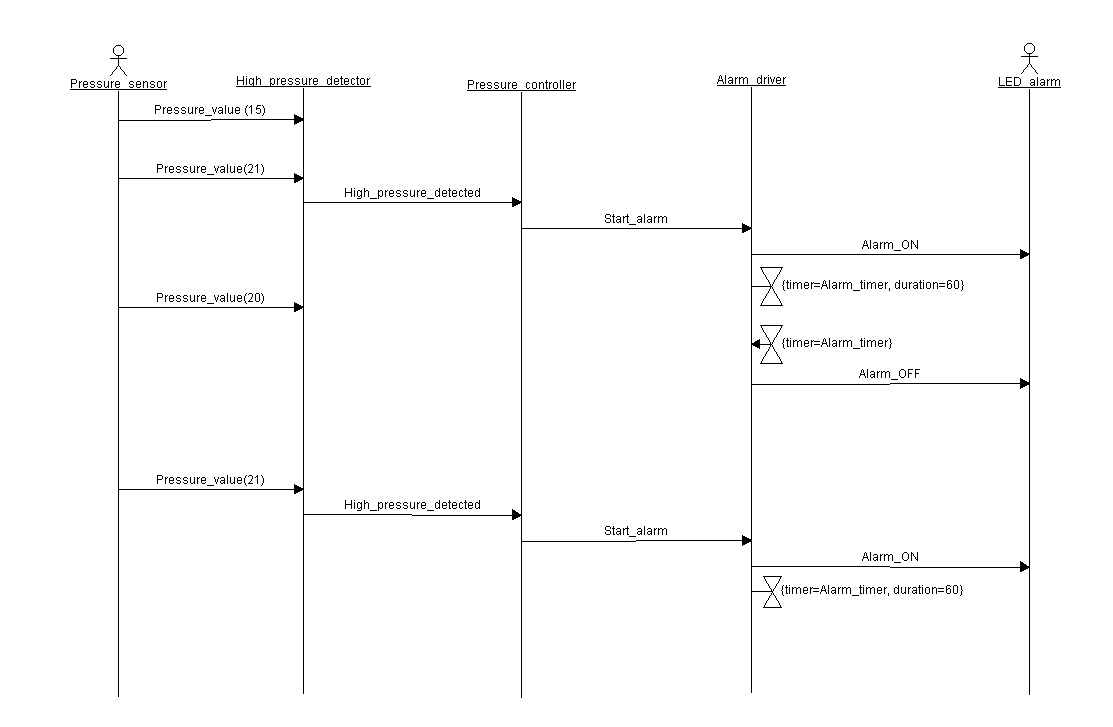 Pressure_sensor
High_pressure_detector
Pressure_controller
Alarm_driver
LED_alarm
Pressure_value (15)
Pressure_value(21)
High_pressure_detected
Start_alarm
Alarm_ON
{timer=Alarm_timer, duration=60}
Pressure_value(20)
{timer=Alarm_timer}
Alarm_OFF
Pressure_value(21)
High_pressure_detected
Start_alarm
Alarm_ON
{timer=Alarm_timer, duration=60}